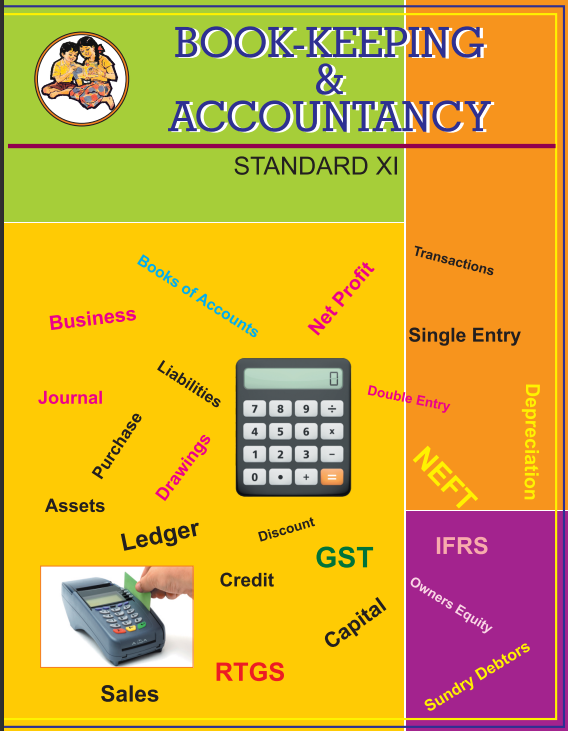 BOOK-KEEPING
&
ACCOUNTANCY
STANDARD XI
Transactions
Books of Accounts
Net Profit
Business
Single Entry
Liabilities
0
Journal
Double Entry
Depreciation
7 8 9 ÷
4 5 6 x
1 2 3 −
0 • + =
Purchase
Drawings
NEFT
Assets
Ledger
Discount
GST
IFRS
Credit
Owners Equity
Capital
RTGS
Sundry Debtors
Sales